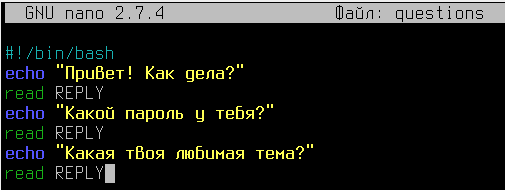 GNU nano 2.7.4 Файл: questions
#!/bin/bash
echo "Привет! Как дела?"
read REPLY
echo "Какой пароль у тебя?"
read REPLY
echo "Какая твоя любимая тема?"
read REPLY